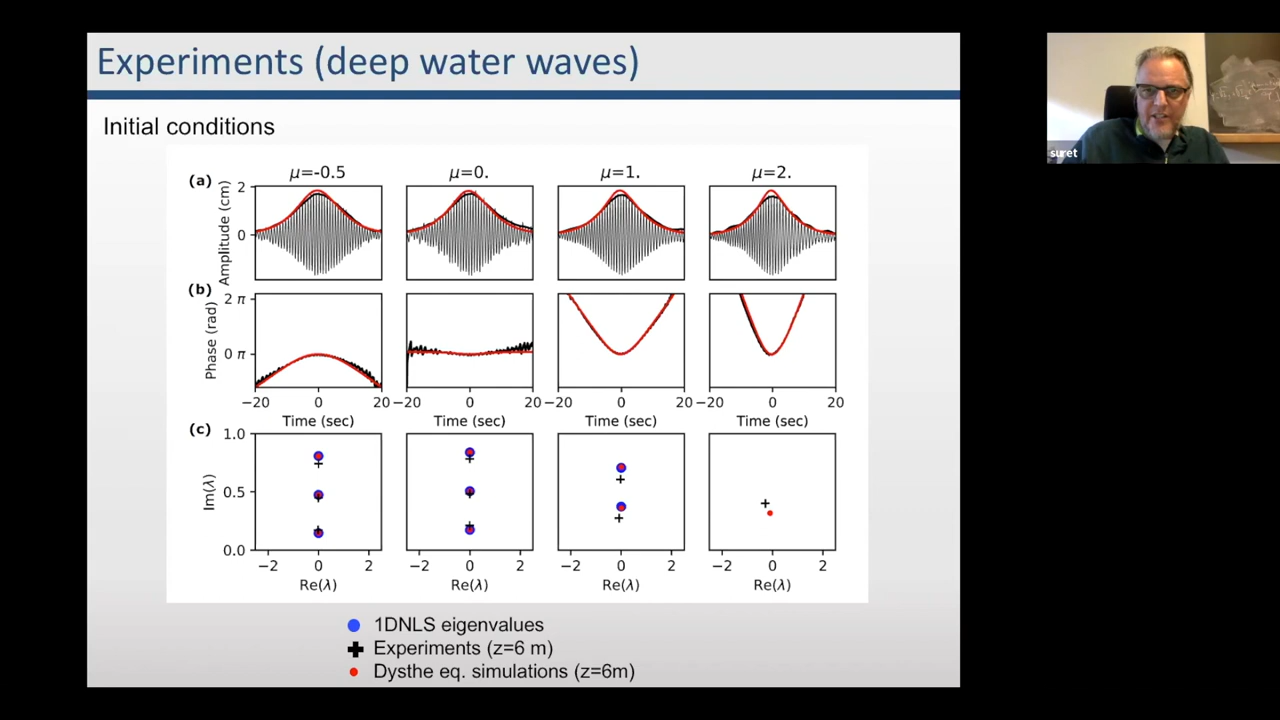 Experiments (deep water waves)
Initial conditions
μ=-0.5 μ=0. μ=1. μ=2.
(a)
Amplitude (cm)
2
0
(b)
Phase (rad)
2 π
0 π
−20 0 20 −20 0 20 −20 0 20 −20 0 20
Time (sec) Time (sec) Time (sec) Time (sec)
(c)
Im(λ)
1.0
0.5
0.0
−2 0 2 −2 0 2 −2 0 2 −2 0 2
Re(λ) Re(λ) Re(λ) Re(λ)
1DNLS eigenvalues
Experiments (z=6 m)
Dysthe eq. simulations (z=6m)
suret